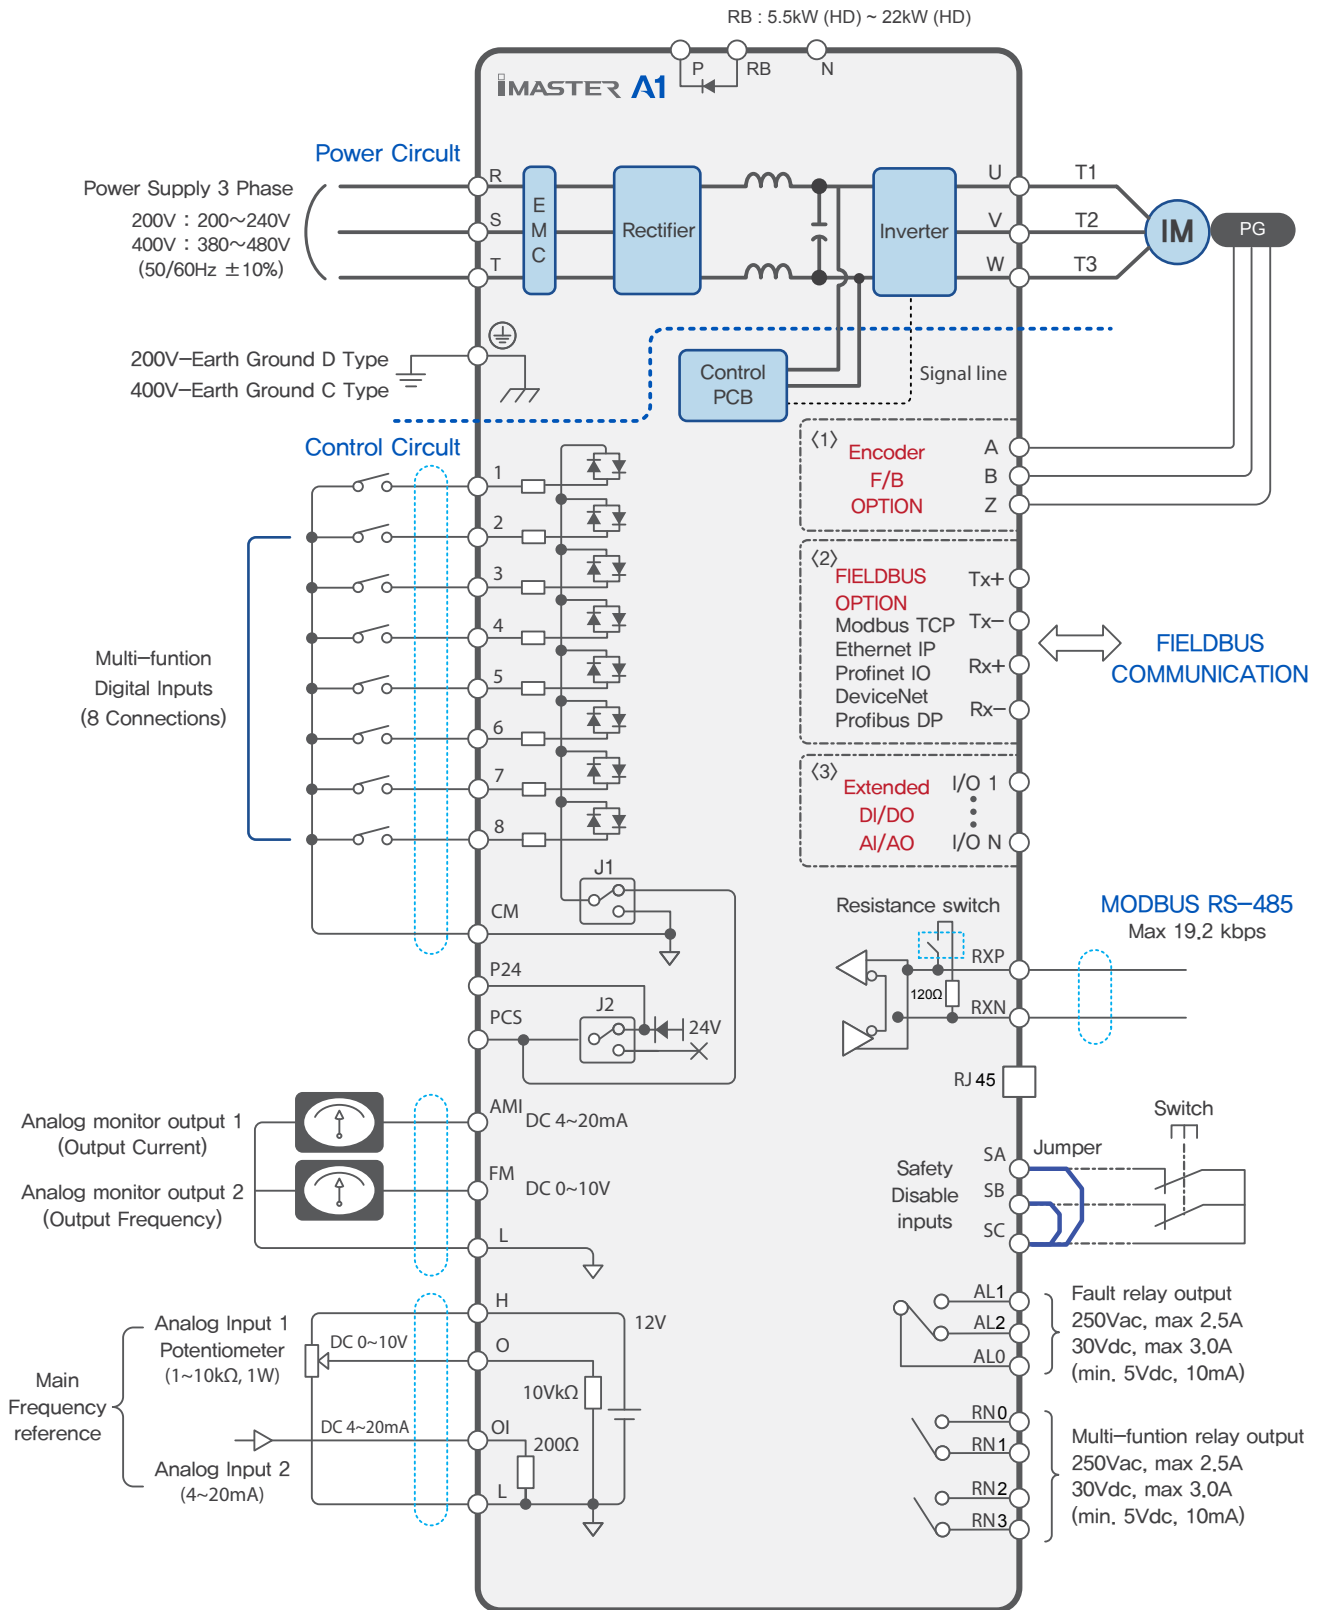 RB : 5.5kW (HD) ~ 22kW (HD)
P
RB
N
iMASTER A1
Power Circuit
Power Supply 3 Phase
200V : 200~240V
400V : 380~480V
(50/60Hz ±10%)
R
S
T
E
M
C
Rectifier
Inverter
U
V
W
T1
T2
T3
IM
PG
200V-Earth Ground D Type
400V-Earth Ground C Type
Control
PCB
Signal line
Control Circuit
1
2
3
4
5
6
7
8
Multi-funtion
Digital Inputs
(8 Connections)
〈1〉
Encoder
F/B
OPTION
A
B
Z
〈2〉
FIELDBUS
OPTION
Modbus TCP
Ethernet IP
Profinet IO
DeviceNet
Profibus DP
Tx+
Tx-
Rx+
Rx-
FIELDBUS
COMMUNICATION
〈3〉
Extended
DI/DO
AI/AO
I/O 1
I/O N
J1
CM
P24
PCS
J2
24V
Resistance switch
120Ω
RXP
RXN
MODBUS RS-485
Max 19.2 kbps
RJ 45
Analog monitor output 1
(Output Current)
Analog monitor output 2
(Output Frequency)
AMI
DC 4~20mA
FM
DC 0~10V
L
Safety
Disable
inputs
SA
SB
SC
Jumper
Switch
Main
Frequency
reference
Analog Input 1
Potentiometer
(1~10kΩ, 1W)
Analog Input 2
(4~20mA)
DC 0~10V
DC 4~20mA
H
O
OI
L
12V
10VkΩ
200Ω
AL1
AL2
AL0
Fault relay output
250Vac, max 2.5A
30Vdc, max 3.0A
(min. 5Vdc, 10mA)
RN0
RN1
RN2
RN3
Multi-funtion relay output
250Vac, max 2.5A
30Vdc, max 3.0A
(min. 5Vdc, 10mA)